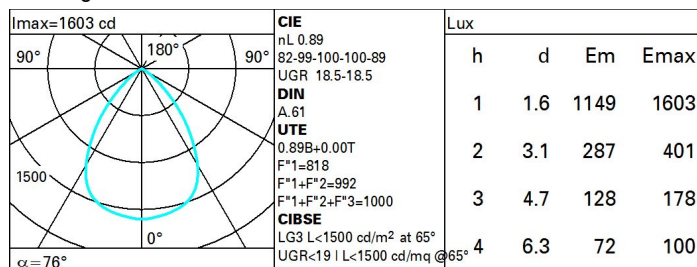 Imax=1603 cd
90°
180°
90°
1500
0°
α=76°
CIE
nL 0.89
82-99-100-100-89
UGR 18.5-18.5
DIN
A.61
UTE
0.89B+0.00T
F"1=818
F"1+F"2=992
F"1+F"2+F"3=1000
CIBSE
LG3 L<1500 cd/m² at 65°
UGR<19 | L<1500 cd/mq @65°
Lux
h d Em Emax
1 1.6 1149 1603
2 3.1 287 401
3 4.7 128 178
4 6.3 72 100